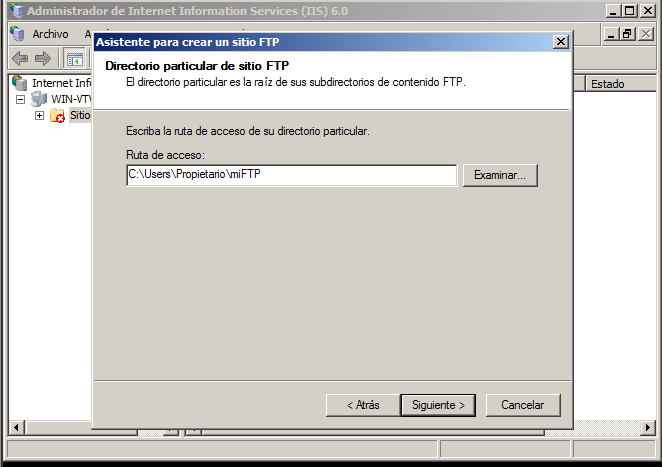 Administrador de Internet Information Services (IIS) 6.0
Archivo
Asistente para crear un sitio FTP
Directorio particular de sitio FTP
El directorio particular es la raíz de sus subdirectorios de contenido FTP.
Internet Inf
Estado
WIN-VTV
Sitio
Escriba la ruta de acceso de su directorio particular.
Ruta de acceso:
C:\Users\Propietario\miFTP
Examinar...
< Atrás
Siguiente >
Cancelar